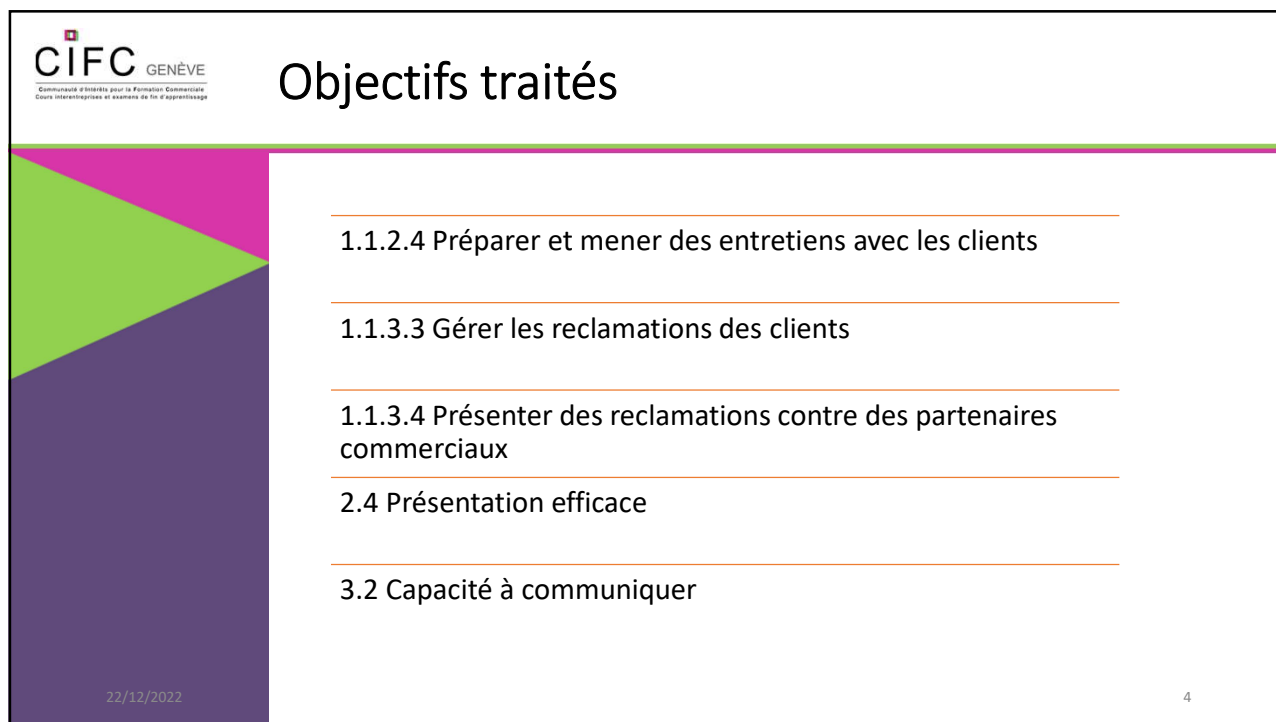 CIFC GENÈVE
Communauté d'Intérêts pour la Formation Commerciale
Cours interentreprises et examens de fin d'apprentissage
Objectifs traités
1.1.2.4 Préparer et mener des entretiens avec les clients
1.1.3.3 Gérer les reclamations des clients
1.1.3.4 Présenter des reclamations contre des partenaires
commerciaux
2.4 Présentation efficace
3.2 Capacité à communiquer
22/12/2022
4